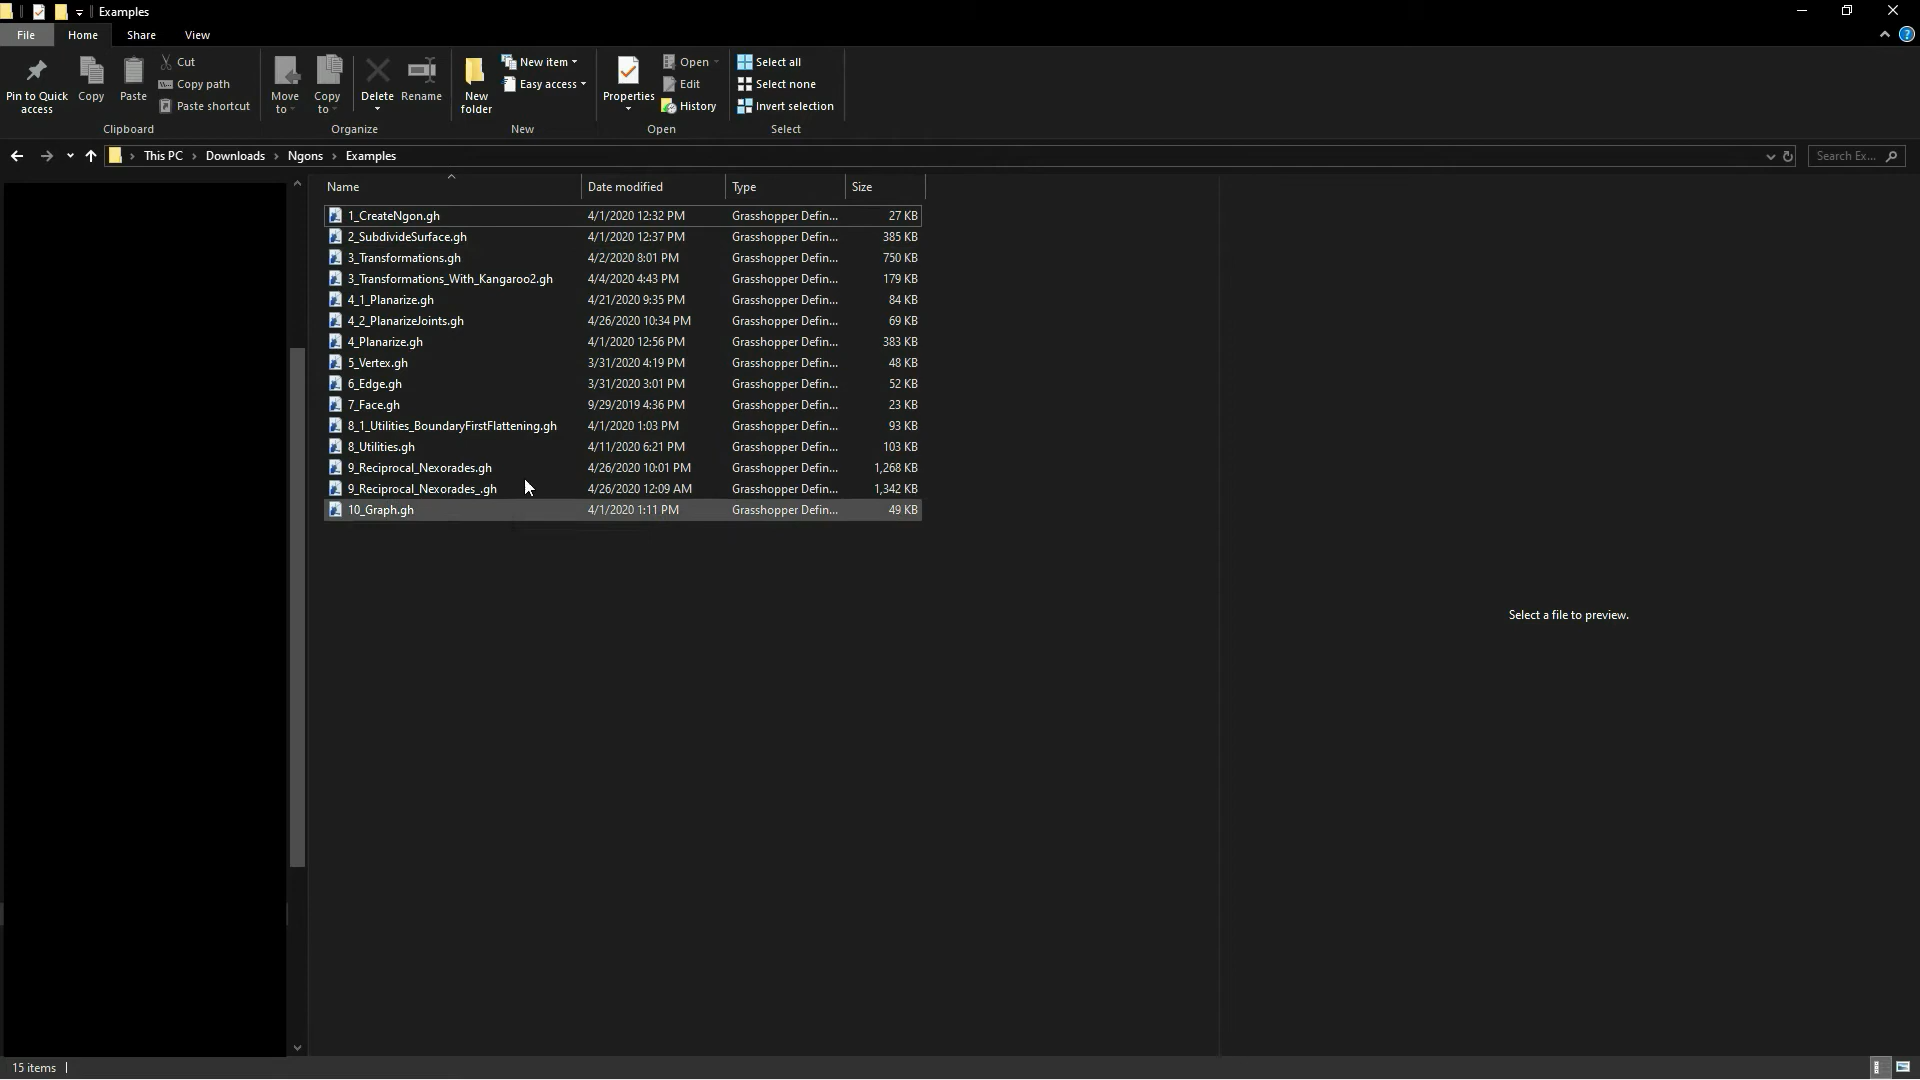 Examples
File Home Share View
Pin to Quick access
Copy
Paste
Cut
Copy path
Paste shortcut
Clipboard
Move to
Copy to
Delete
Rename
Organize
New folder
New item
Easy access
New
Properties
Open
Edit
History
Open
Select all
Select none
Invert selection
Select
This PC › Downloads › Ngons › Examples
Search Ex...
Name Date modified Type Size
1_CreateNgon.gh 4/1/2020 12:32 PM Grasshopper Defin... 27 KB
2_SubdivideSurface.gh 4/1/2020 12:37 PM Grasshopper Defin... 385 KB
3_Transformations.gh 4/2/2020 8:01 PM Grasshopper Defin... 750 KB
3_Transformations_With_Kangaroo2.gh 4/4/2020 4:43 PM Grasshopper Defin... 179 KB
4_1_Planarize.gh 4/21/2020 9:35 PM Grasshopper Defin... 84 KB
4_2_PlanarizeJoints.gh 4/26/2020 10:34 PM Grasshopper Defin... 69 KB
4_Planarize.gh 4/1/2020 12:56 PM Grasshopper Defin... 383 KB
5_Vertex.gh 3/31/2020 4:19 PM Grasshopper Defin... 48 KB
6_Edge.gh 3/31/2020 3:01 PM Grasshopper Defin... 52 KB
7_Face.gh 9/29/2019 4:36 PM Grasshopper Defin... 23 KB
8_1_Utilities_BoundaryFirstFlattening.gh 4/1/2020 1:03 PM Grasshopper Defin... 93 KB
8_Utilities.gh 4/11/2020 6:21 PM Grasshopper Defin... 103 KB
9_Reciprocal_Nexorades.gh 4/26/2020 10:01 PM Grasshopper Defin... 1,268 KB
9_Reciprocal_Nexorades_.gh 4/26/2020 12:09 AM Grasshopper Defin... 1,342 KB
10_Graph.gh 4/1/2020 1:11 PM Grasshopper Defin... 49 KB
Select a file to preview.
15 items